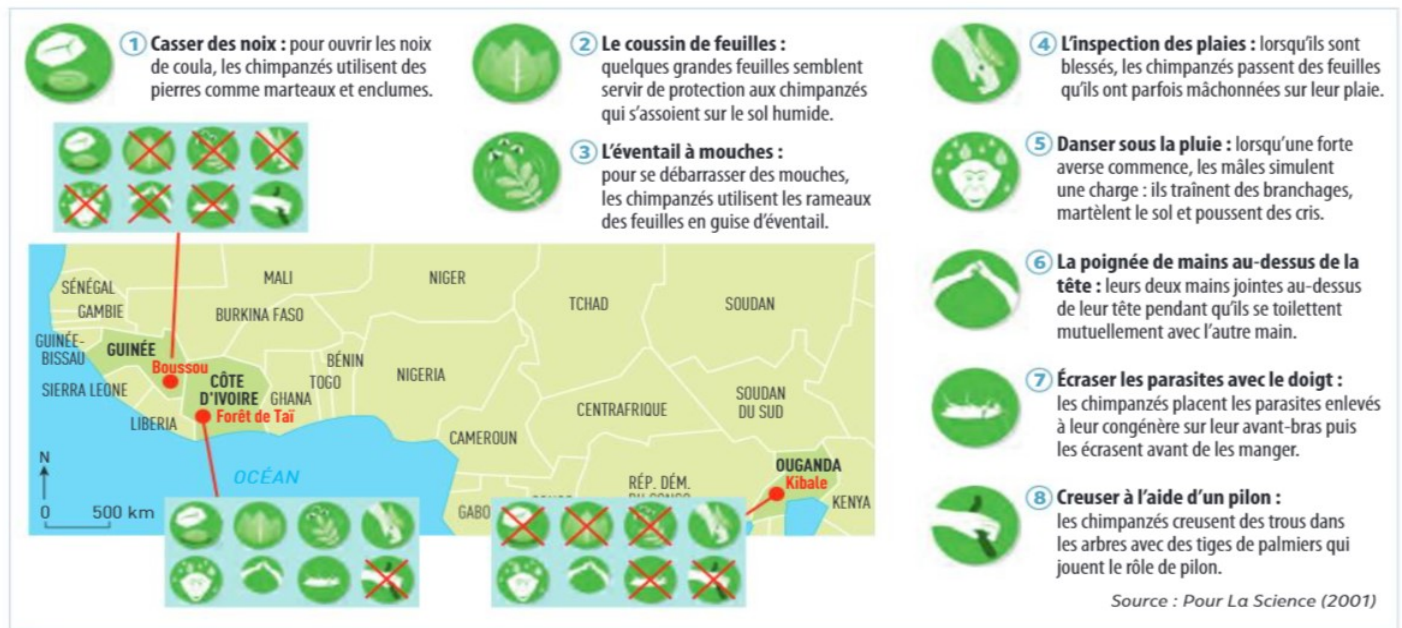 1 Casser des noix : pour ouvrir les noix
de coula, les chimpanzés utilisent des
pierres comme marteaux et enclumes.
2 Le coussin de feuilles :
quelques grandes feuilles semblent
servir de protection aux chimpanzés
qui s’assoient sur le sol humide.
3 L’éventail à mouches :
pour se débarrasser des mouches,
les chimpanzés utilisent les rameaux
des feuilles en guise d’éventail.
4 L’inspection des plaies : lorsqu’ils sont
blessés, les chimpanzés passent des feuilles
qu’ils ont parfois mâchonnées sur leur plaie.
5 Danser sous la pluie : lorsqu’une forte
averse commence, les mâles simulent
une charge : ils traînent des branchages,
martèlent le sol et poussent des cris.
6 La poignée de mains au-dessus de la
tête : leurs deux mains jointes au-dessus
de leur tête pendant qu’ils se toilettent
mutuellement avec l’autre main.
7 Écraser les parasites avec le doigt :
les chimpanzés placent les parasites enlevés
à leur congénère sur leur avant-bras puis
les écrasent avant de les manger.
8 Creuser à l’aide d’un pilon :
les chimpanzés creusent des trous dans
les arbres avec des tiges de palmiers qui
jouent le rôle de pilon.
Source : Pour La Science (2001)
SÉNÉGAL
GAMBIE
GUINÉE-
BISSAU
GUINÉE
Boussou
SIERRA LEONE
LIBERIA
MALI
BURKINA FASO
CÔTE
D’IVOIRE
Forêt de Taï
GHANA
TOGO
BÉNIN
NIGER
NIGERIA
TCHAD
SOUDAN
CENTRAFRIQUE
SOUDAN
DU SUD
CAMEROUN
GABO
RÉP. DÉM.
DU CONGO
OUGANDA
Kibale
KENYA
OCÉAN
N
0 500 km